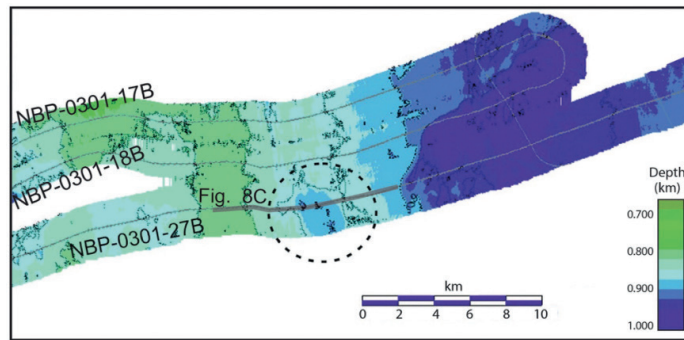 NBP-0301-17B
NBP-0301-18B
Fig. 8C
NBP-0301-27B
km
0 2 4 6 8 10
Depth
(km)
0.700
0.800
0.900
1.000